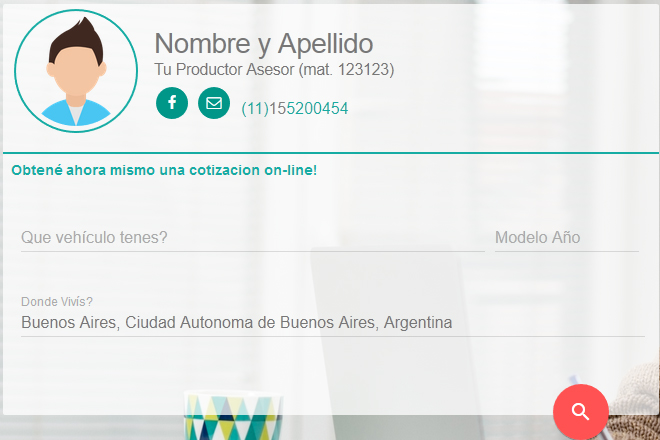 Nombre y Apellido
Tu Productor Asesor (mat. 123123)
(11)155200454
Obtené ahora mismo una cotizacion on-line!
Que vehículo tenes?
Modelo Año
Donde Vivís?
Buenos Aires, Ciudad Autonoma de Buenos Aires, Argentina